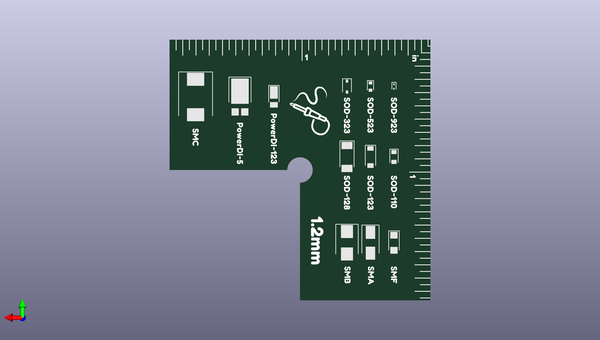 1
in
SMC
PowerDI-5
PowerDI-123
SOD-323
SOD-523
SOD-923
SOD-128
SOD-123
SOD-110
1
1.2mm
SMB
SMA
SMF